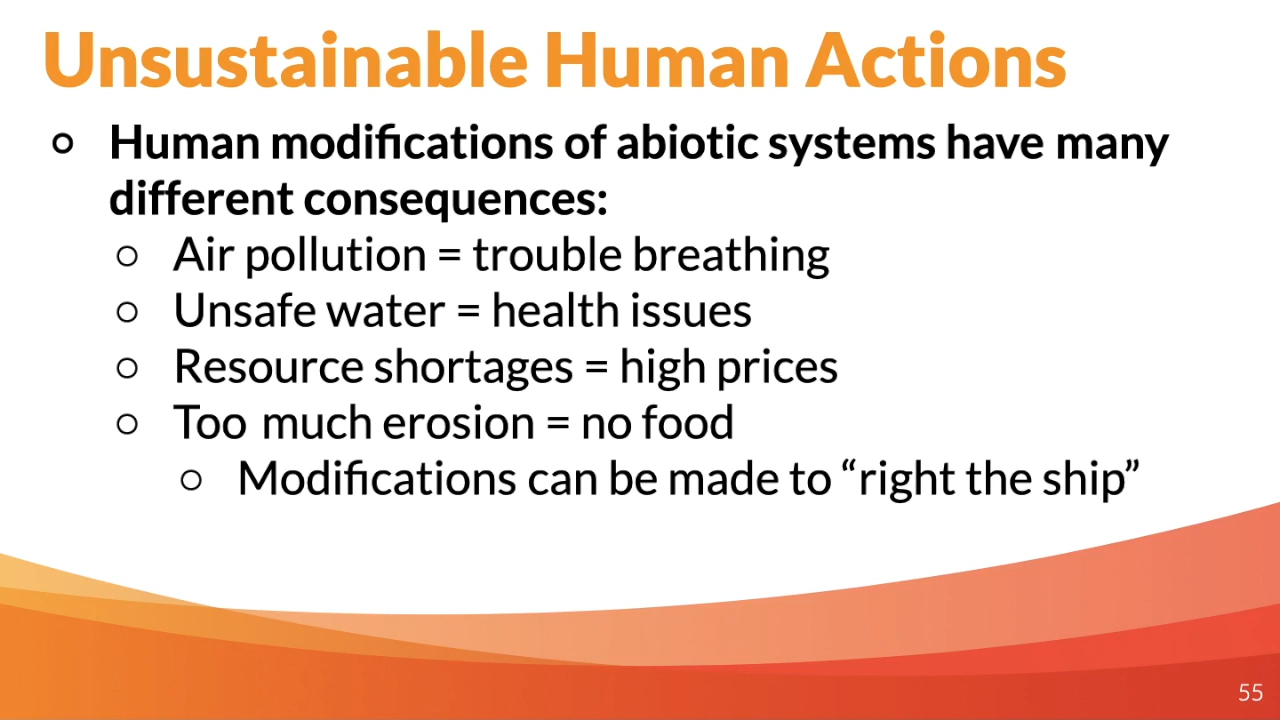 Unsustainable Human Actions
Human modifications of abiotic systems have many
different consequences:
Air pollution = trouble breathing
Unsafe water = health issues
Resource shortages = high prices
Too much erosion = no food
Modifications can be made to “right the ship”
55